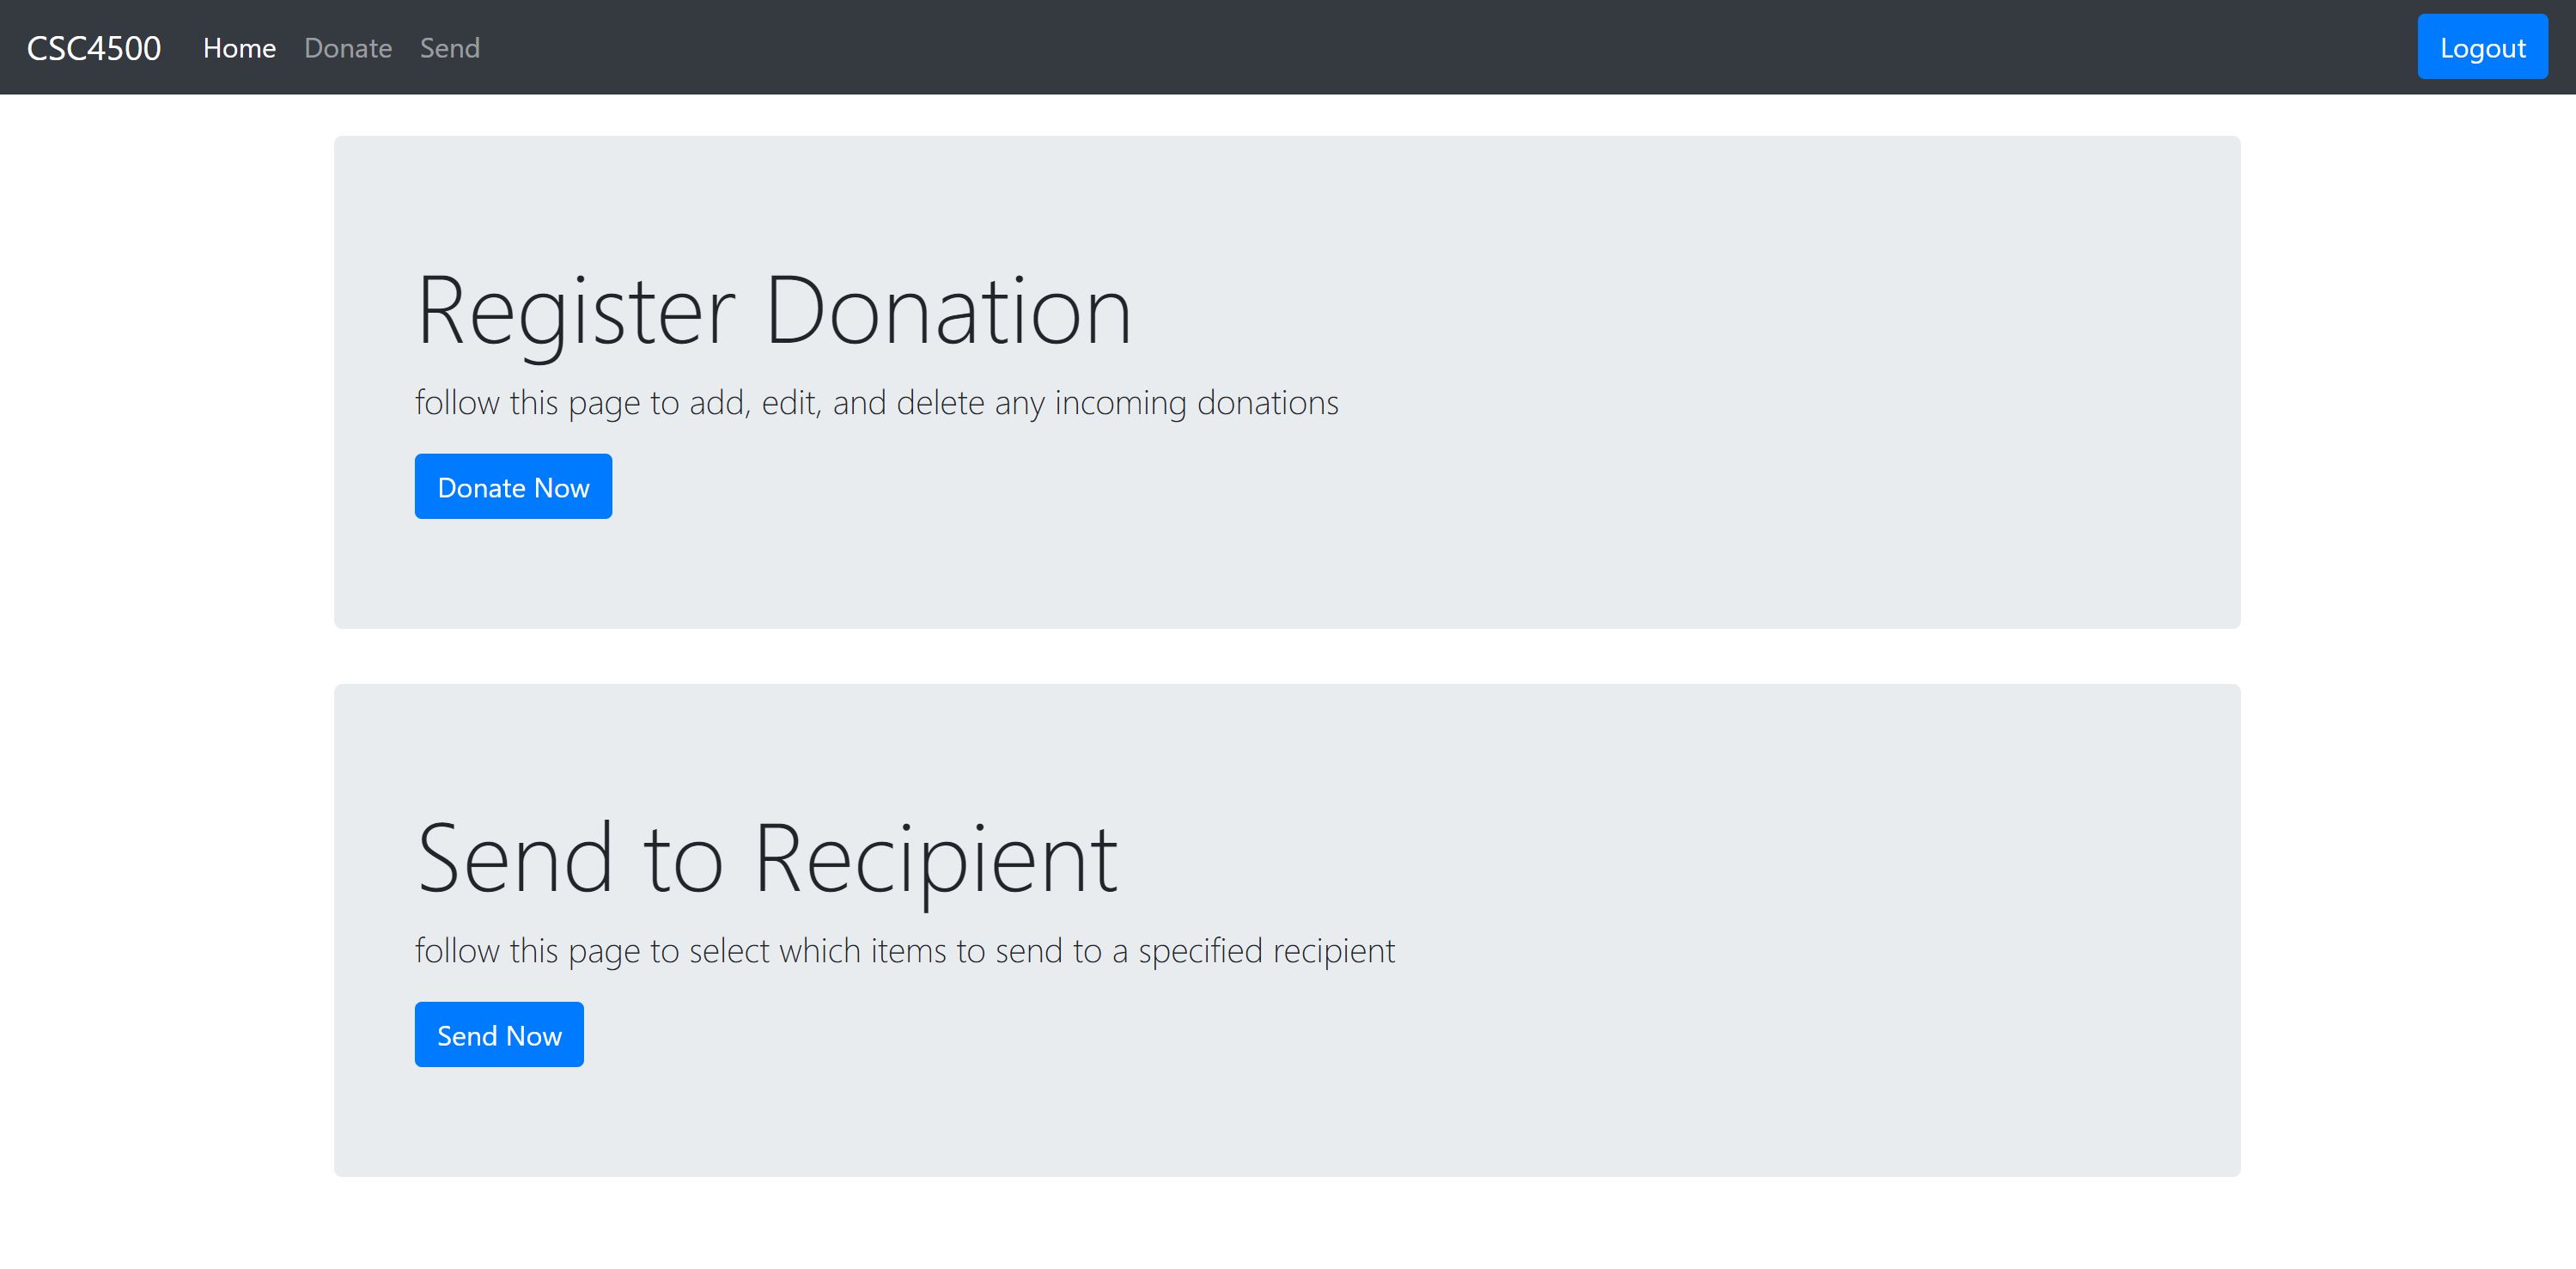 CSC4500 Home Donate Send Logout
Register Donation
follow this page to add, edit, and delete any incoming donations
Donate Now
Send to Recipient
follow this page to select which items to send to a specified recipient
Send Now